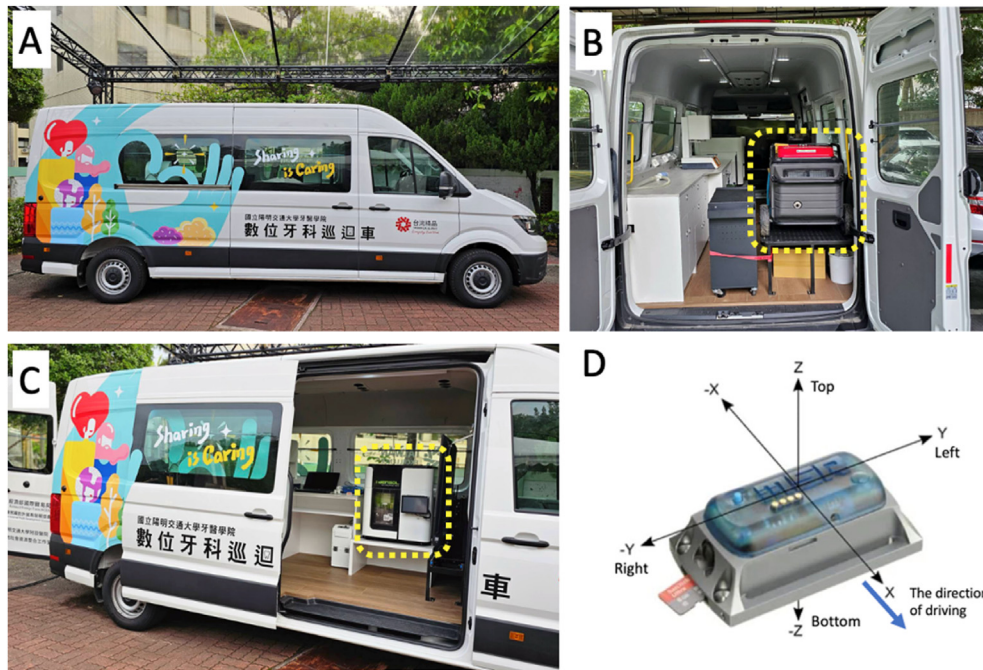 A
Sharing
is Caring
國立陽明交通大學牙醫學院
數位牙科巡迴車
台灣精品
B
C
Sharing
is Caring
國立陽明交通大學牙醫學院
數位牙科巡迴
車
D
-X
Z
Top
Y
Left
-Y
Right
X
-Z
Bottom
The direction
of driving